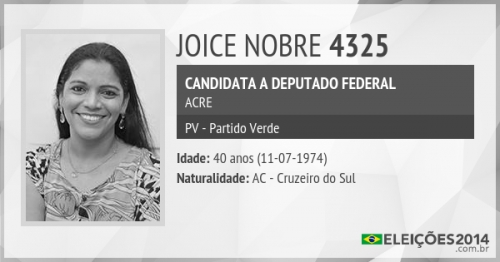 JOICE NOBRE 4325
CANDIDATA A DEPUTADO FEDERAL
ACRE
PV - Partido Verde
Idade: 40 anos (11-07-1974)
Naturalidade: AC - Cruzeiro do Sul
ELEIÇÕES2014
.com.br